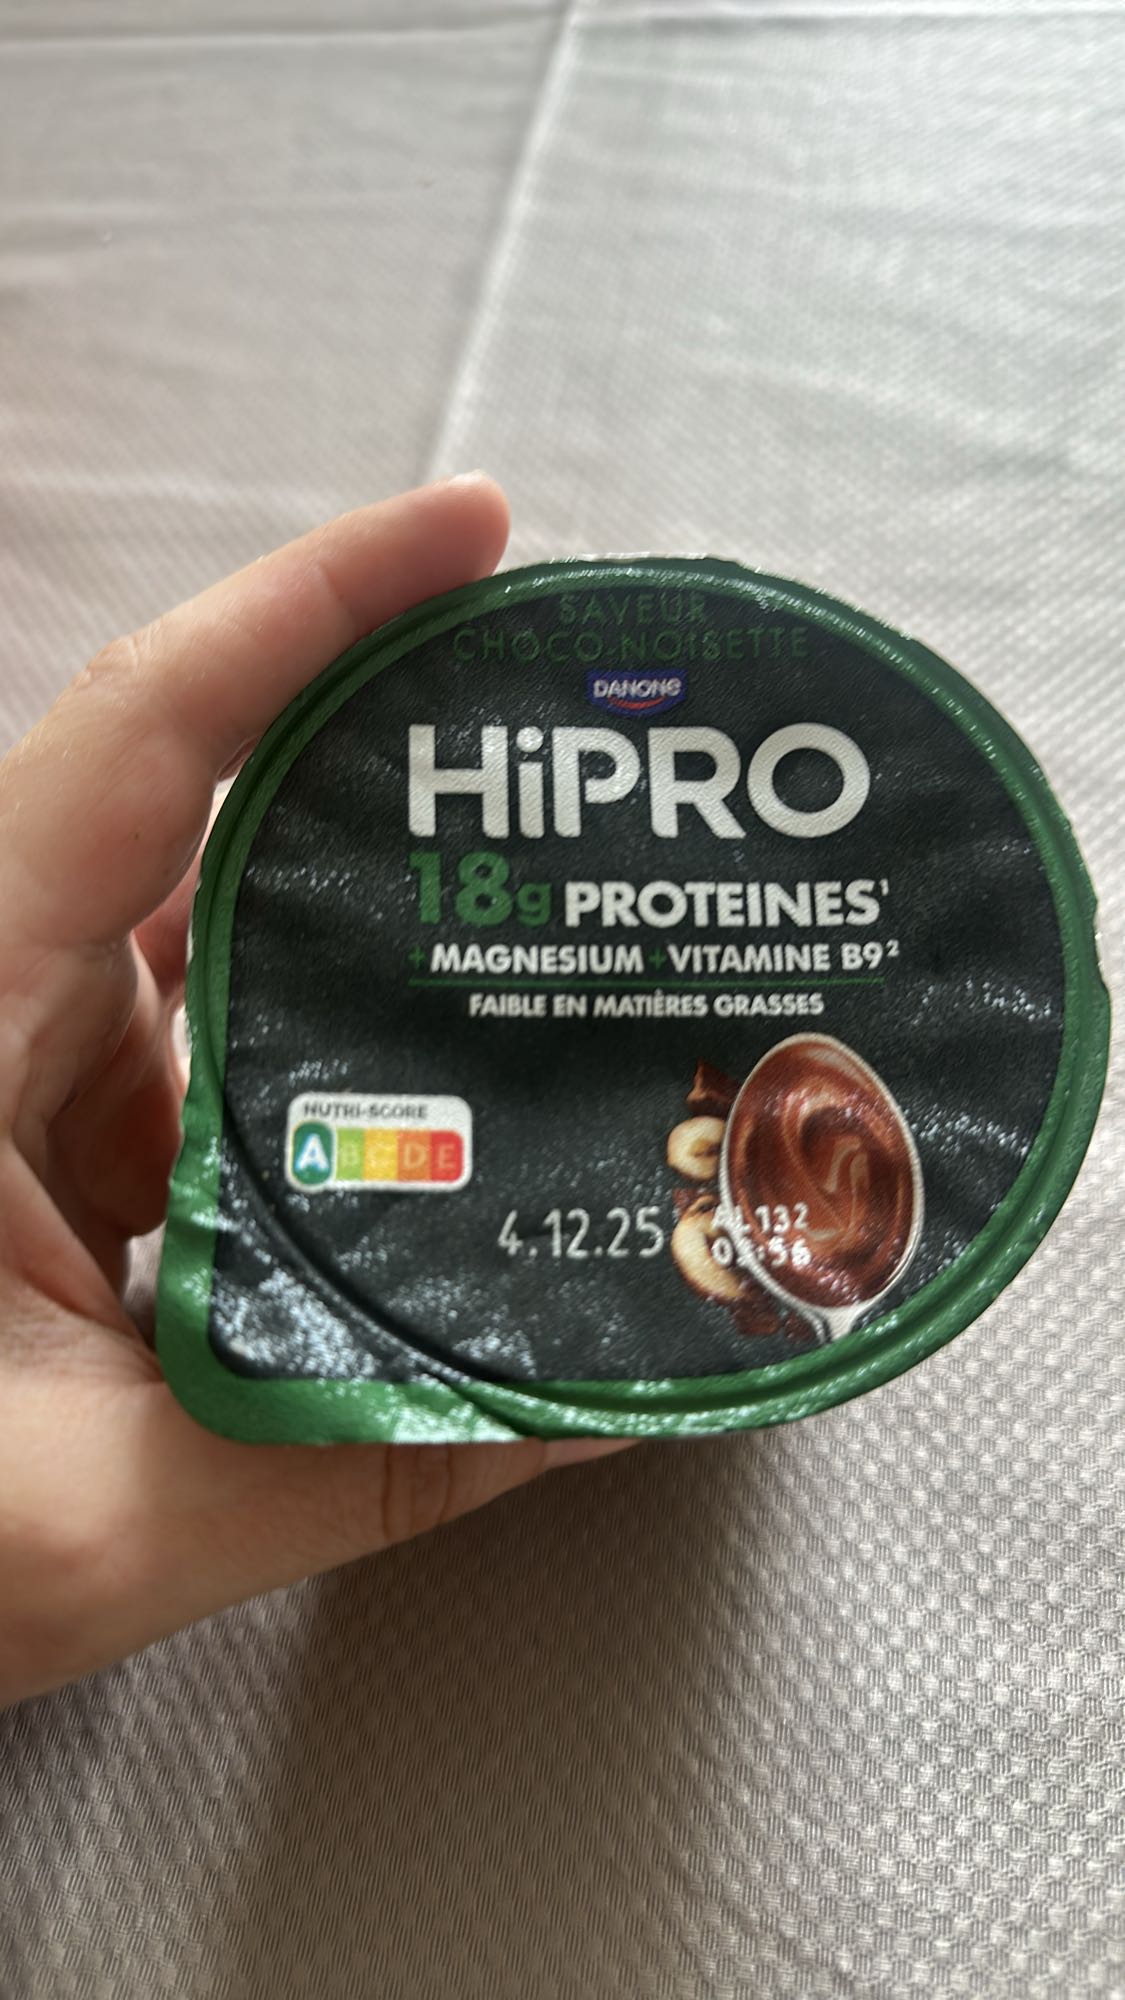 SAVEUR
CHOCO-NOISETTE
DANONE
HiPRO
18g PROTEINES¹
+MAGNESIUM +VITAMINE B9²
FAIBLE EN MATIÈRES GRASSES
NUTRI-SCORE
A B C D E
4.12.25
132